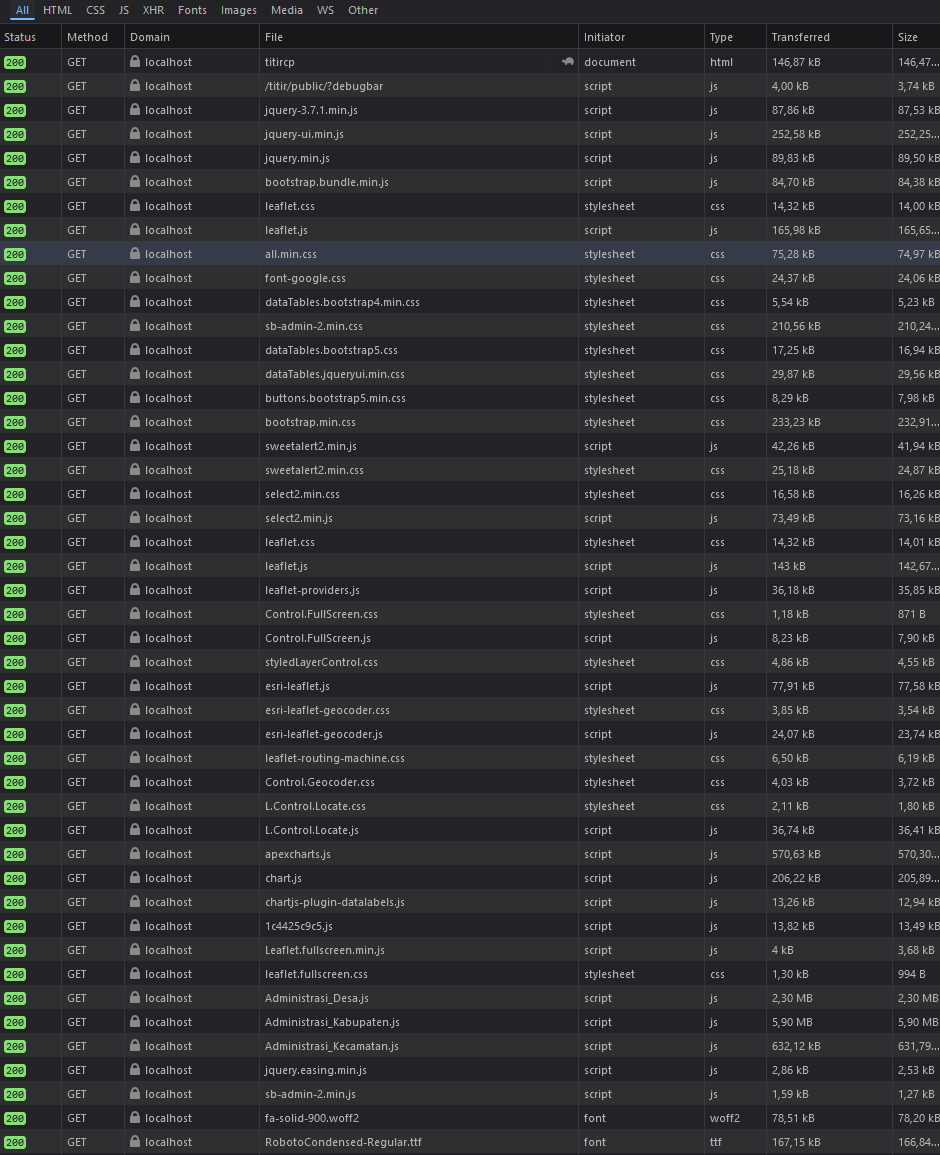 All HTML CSS JS XHR Fonts Images Media WS Other
Status Method Domain File Initiator Type Transferred Size
200 GET localhost titircp document html 146,87 kB 146,47...
200 GET localhost /titir/public/?debugbar script js 4,00 kB 3,74 kB
200 GET localhost jquery-3.7.1.min.js script js 87,86 kB 87,53 kB
200 GET localhost jquery-ui.min.js script js 252,58 kB 252,25...
200 GET localhost jquery.min.js script js 89,83 kB 89,50 kB
200 GET localhost bootstrap.bundle.min.js script js 84,70 kB 84,38 kB
200 GET localhost leaflet.css stylesheet css 14,32 kB 14,00 kB
200 GET localhost leaflet.js script js 165,98 kB 165,65...
200 GET localhost all.min.css stylesheet css 75,28 kB 74,97 kB
200 GET localhost font-google.css stylesheet css 24,37 kB 24,06 kB
200 GET localhost dataTables.bootstrap4.min.css stylesheet css 5,54 kB 5,23 kB
200 GET localhost sb-admin-2.min.css stylesheet css 210,56 kB 210,24...
200 GET localhost dataTables.bootstrap5.css stylesheet css 17,25 kB 16,94 kB
200 GET localhost dataTables.jqueryui.min.css stylesheet css 29,87 kB 29,56 kB
200 GET localhost buttons.bootstrap5.min.css stylesheet css 8,29 kB 7,98 kB
200 GET localhost bootstrap.min.css stylesheet css 233,23 kB 232,91...
200 GET localhost sweetalert2.min.js script js 42,26 kB 41,94 kB
200 GET localhost sweetalert2.min.css stylesheet css 25,18 kB 24,87 kB
200 GET localhost select2.min.css stylesheet css 16,58 kB 16,26 kB
200 GET localhost select2.min.js script js 73,49 kB 73,16 kB
200 GET localhost leaflet.css stylesheet css 14,32 kB 14,01 kB
200 GET localhost leaflet.js script js 143 kB 142,67...
200 GET localhost leaflet-providers.js script js 36,18 kB 35,85 kB
200 GET localhost Control.FullScreen.css stylesheet css 1,18 kB 871 B
200 GET localhost Control.FullScreen.js script js 8,23 kB 7,90 kB
200 GET localhost styledLayerControl.css stylesheet css 4,86 kB 4,55 kB
200 GET localhost esri-leaflet.js script js 77,91 kB 77,58 kB
200 GET localhost esri-leaflet-geocoder.css stylesheet css 3,85 kB 3,54 kB
200 GET localhost esri-leaflet-geocoder.js script js 24,07 kB 23,74 kB
200 GET localhost leaflet-routing-machine.css stylesheet css 6,50 kB 6,19 kB
200 GET localhost Control.Geocoder.css stylesheet css 4,03 kB 3,72 kB
200 GET localhost L.Control.Locate.css stylesheet css 2,11 kB 1,80 kB
200 GET localhost L.Control.Locate.js script js 36,74 kB 36,41 kB
200 GET localhost apexcharts.js script js 570,63 kB 570,30...
200 GET localhost chart.js script js 206,22 kB 205,89...
200 GET localhost chartjs-plugin-datalabels.js script js 13,26 kB 12,94 kB
200 GET localhost 1c4425c9c5.js script js 13,82 kB 13,49 kB
200 GET localhost Leaflet.fullscreen.min.js script js 4 kB 3,68 kB
200 GET localhost leaflet.fullscreen.css stylesheet css 1,30 kB 994 B
200 GET localhost Administrasi_Desa.js script js 2,30 MB 2,30 MB
200 GET localhost Administrasi_Kabupaten.js script js 5,90 MB 5,90 MB
200 GET localhost Administrasi_Kecamatan.js script js 632,12 kB 631,79...
200 GET localhost jquery.easing.min.js script js 2,86 kB 2,53 kB
200 GET localhost sb-admin-2.min.js script js 1,59 kB 1,27 kB
200 GET localhost fa-solid-900.woff2 font woff2 78,51 kB 78,20 kB
200 GET localhost RobotoCondensed-Regular.ttf font ttf 167,15 kB 166,84...